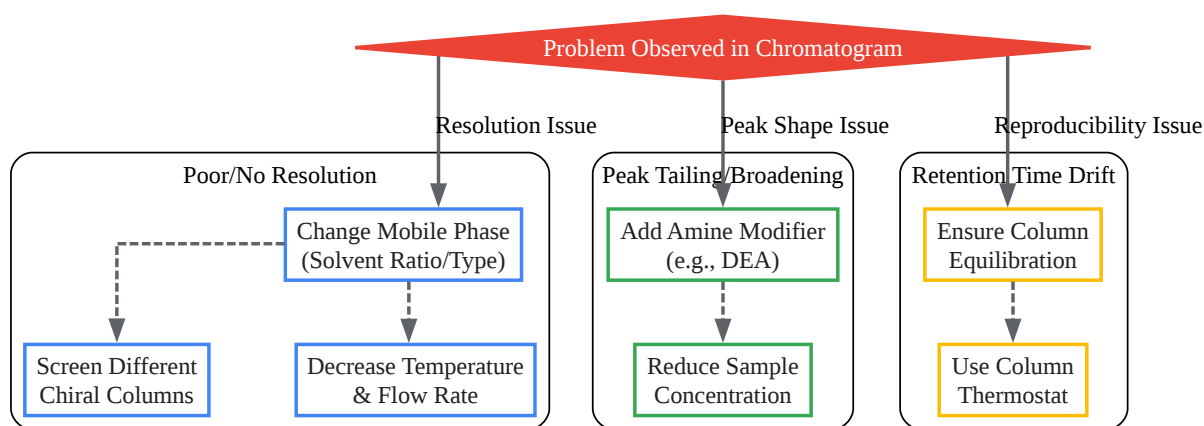 Problem Observed in Chromatogram
Resolution Issue
Peak Shape Issue
Reproducibility Issue
Poor/No Resolution
Change Mobile Phase
(Solvent Ratio/Type)
Screen Different
Chiral Columns
Decrease Temperature
& Flow Rate
Peak Tailing/Broadening
Add Amine Modifier
(e.g., DEA)
Reduce Sample
Concentration
Retention Time Drift
Ensure Column
Equilibration
Use Column
Thermostat